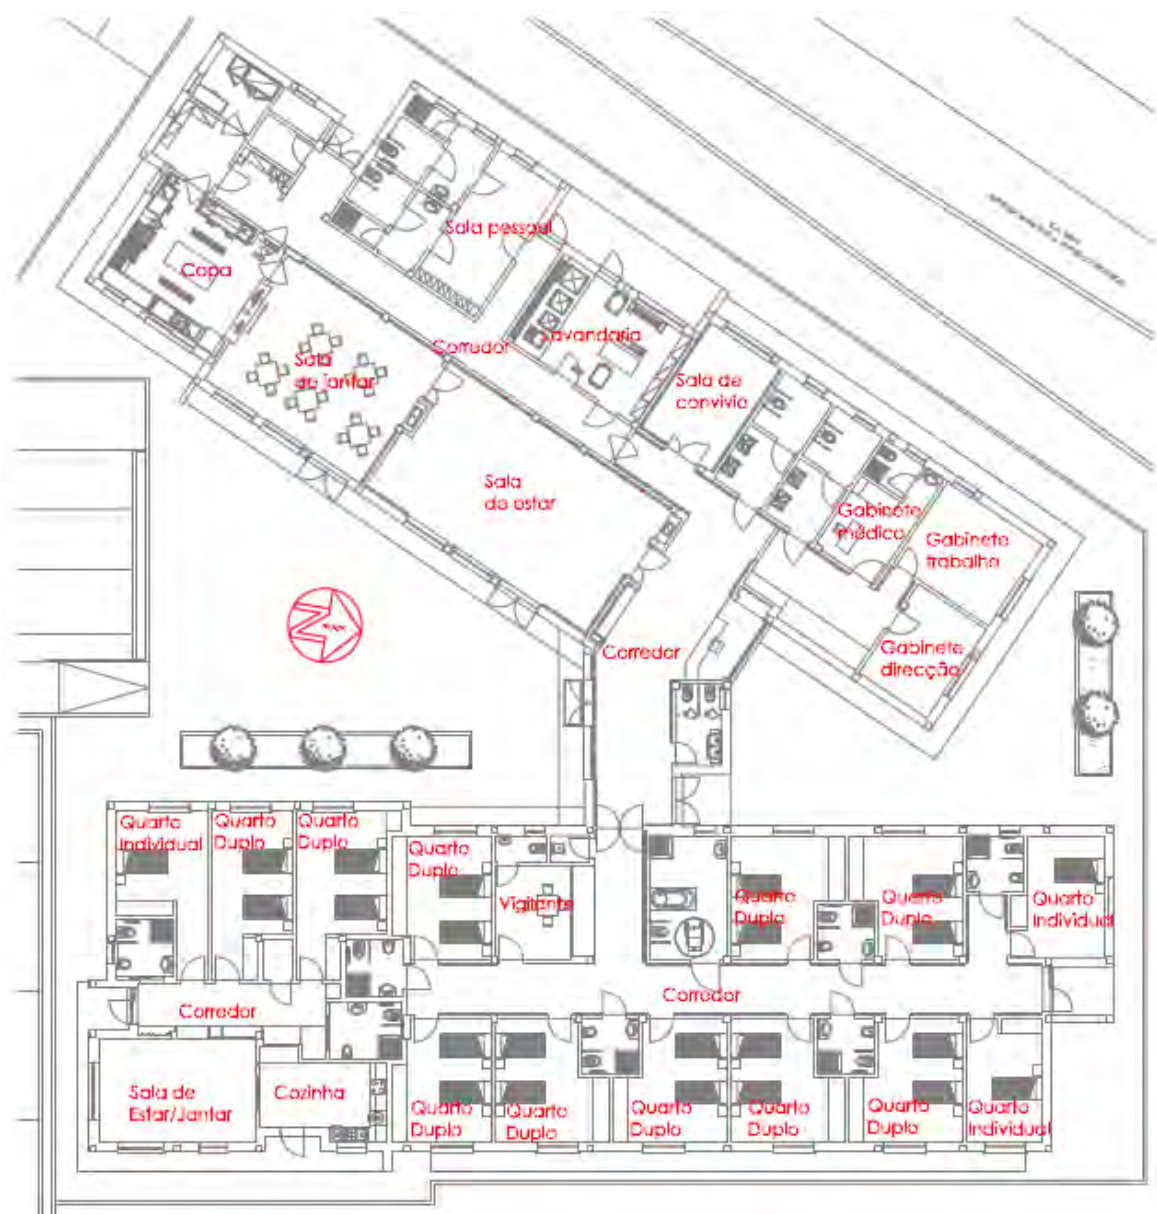 Sala pessoal
Copa
Lavandaria
Corredor
Sala
de jantar
Sala de
convivio
Sala
de estar
Gabinete
médico
Gabinete
trabalho
Corredor
Gabinete
direcção
Quarto
Individual
Quarto
Duplo
Quarto
Duplo
Quarto
Duplo
Vigilante
Quarto
Duplo
Quarto
Duplo
Quarto
Individual
Corredor
Corredor
Sala de
Estar/Jantar
Cozinha
Quarto
Duplo
Quarto
Duplo
Quarto
Duplo
Quarto
Duplo
Quarto
Duplo
Quarto
Individual